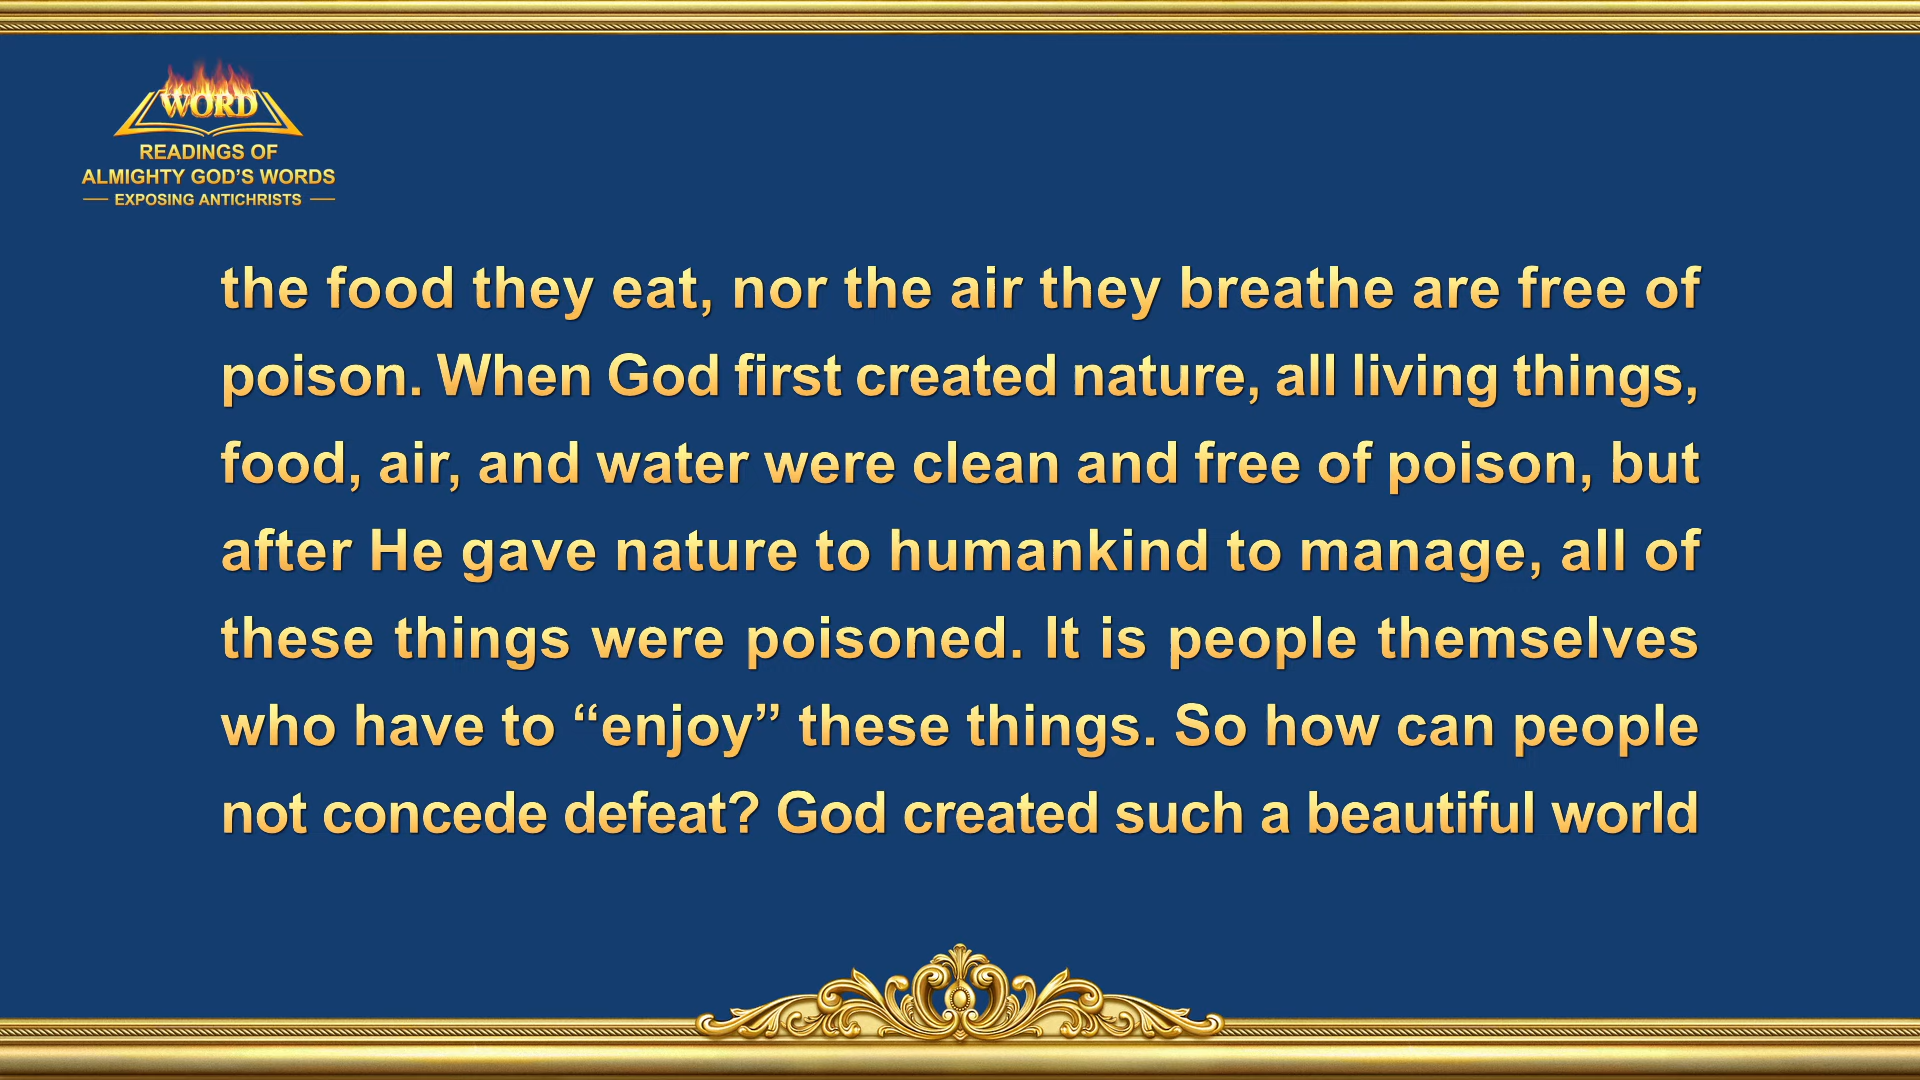 WORD
READINGS OF
ALMIGHTY GOD’S WORDS
EXPOSING ANTICHRISTS
the food they eat, nor the air they breathe are free of
poison. When God first created nature, all living things,
food, air, and water were clean and free of poison, but
after He gave nature to humankind to manage, all of
these things were poisoned. It is people themselves
who have to “enjoy” these things. So how can people
not concede defeat? God created such a beautiful world